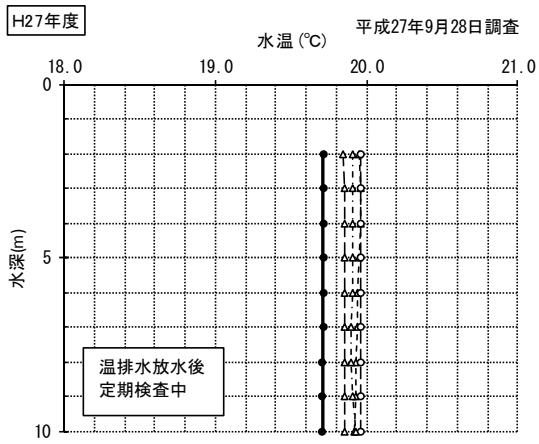 H27年度
平成27年9月28日調査
水温(℃)
18.0 19.0 20.0 21.0
0
5
水深(m)
温排水放水後
定期検査中
10